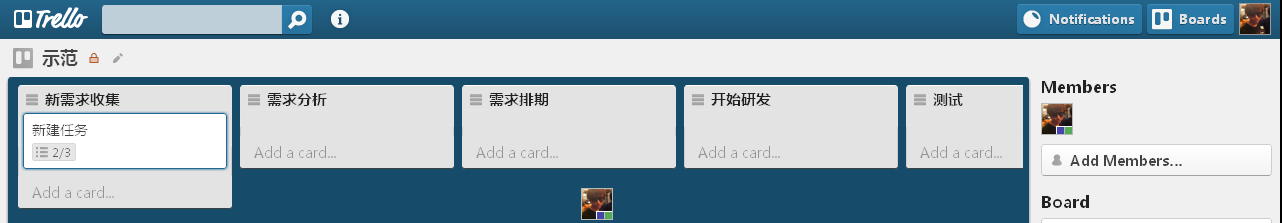 Trello
Notifications
Boards
示范
新需求收集
需求分析
需求排期
开始研发
测试
新建任务
2/3
Add a card...
Add a card...
Add a card...
Add a card...
Add a card...
Members
Add Members...
Board